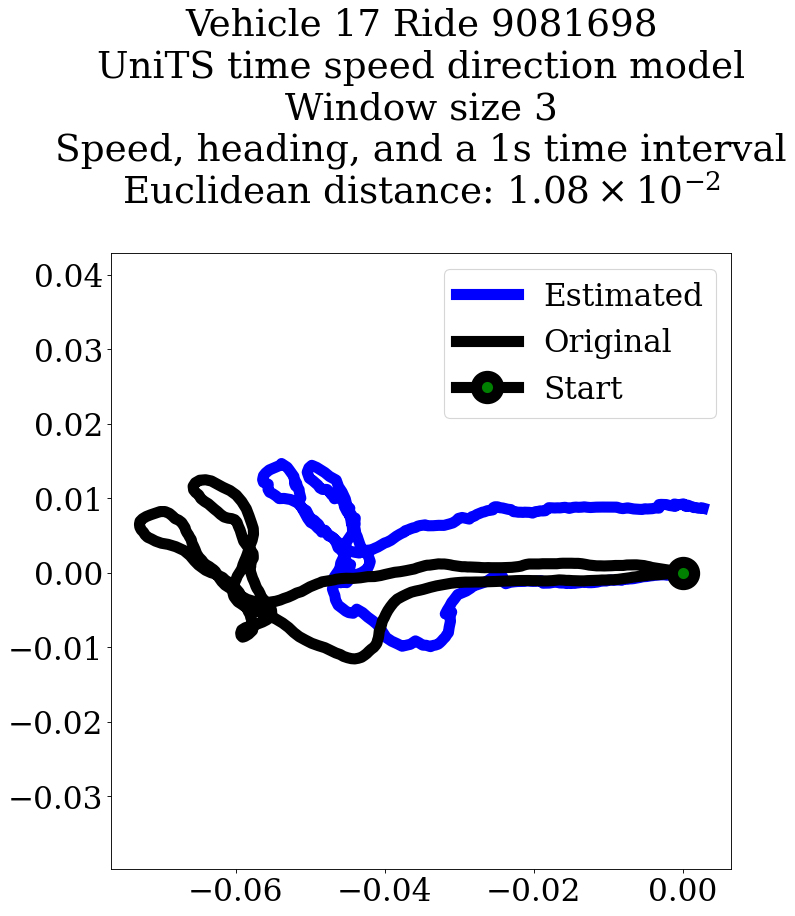 Vehicle 17 Ride 9081698
UniTS time speed direction model
Window size 3
Speed, heading, and a 1s time interval
Euclidean distance: 1.08 × 10⁻²
Estimated
Original
Start
0.04
0.03
0.02
0.01
0.00
−0.01
−0.02
−0.03
−0.06 −0.04 −0.02 0.00